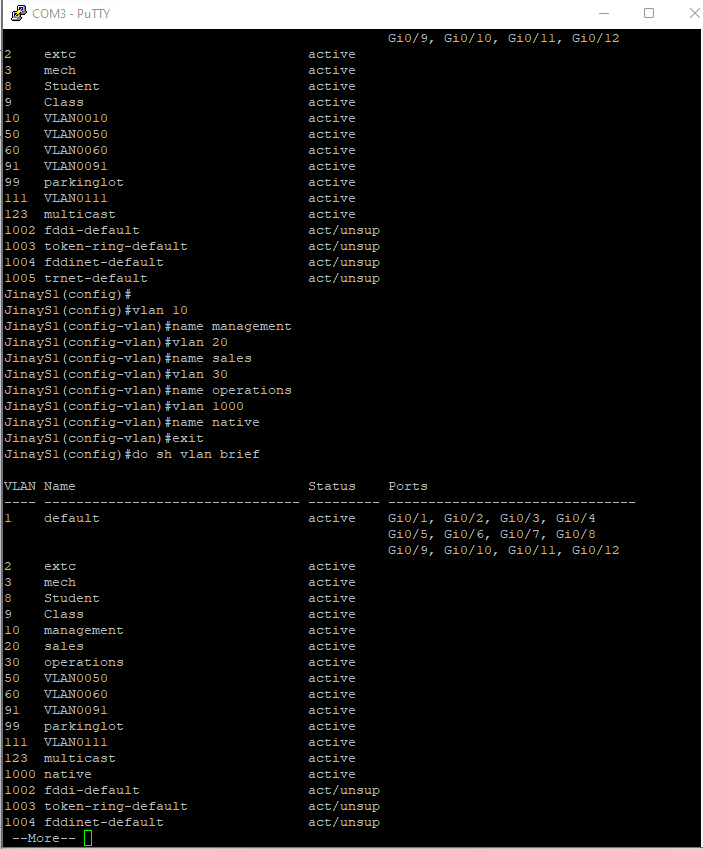 COM3 - PuTTY
                                                Gi0/9, Gi0/10, Gi0/11, Gi0/12
2    extc                             active
3    mech                             active
8    Student                          active
9    Class                            active
10   VLAN0010                         active
50   VLAN0050                         active
60   VLAN0060                         active
91   VLAN0091                         active
99   parkinglot                       active
111  VLAN0111                         active
123  multicast                        active
1002 fddi-default                     act/unsup
1003 token-ring-default               act/unsup
1004 fddinet-default                  act/unsup
1005 trnet-default                    act/unsup
JinayS1(config)#
JinayS1(config)#vlan 10
JinayS1(config-vlan)#name management
JinayS1(config-vlan)#vlan 20
JinayS1(config-vlan)#name sales
JinayS1(config-vlan)#vlan 30
JinayS1(config-vlan)#name operations
JinayS1(config-vlan)#vlan 1000
JinayS1(config-vlan)#name native
JinayS1(config-vlan)#exit
JinayS1(config)#do sh vlan brief

VLAN Name                             Status    Ports
---- -------------------------------- --------- -------------------------------
1    default                          active    Gi0/1, Gi0/2, Gi0/3, Gi0/4
                                                Gi0/5, Gi0/6, Gi0/7, Gi0/8
                                                Gi0/9, Gi0/10, Gi0/11, Gi0/12
2    extc                             active
3    mech                             active
8    Student                          active
9    Class                            active
10   management                       active
20   sales                            active
30   operations                       active
50   VLAN0050                         active
60   VLAN0060                         active
91   VLAN0091                         active
99   parkinglot                       active
111  VLAN0111                         active
123  multicast                        active
1000 native                           active
1002 fddi-default                     act/unsup
1003 token-ring-default               act/unsup
1004 fddinet-default                  act/unsup
 --More--